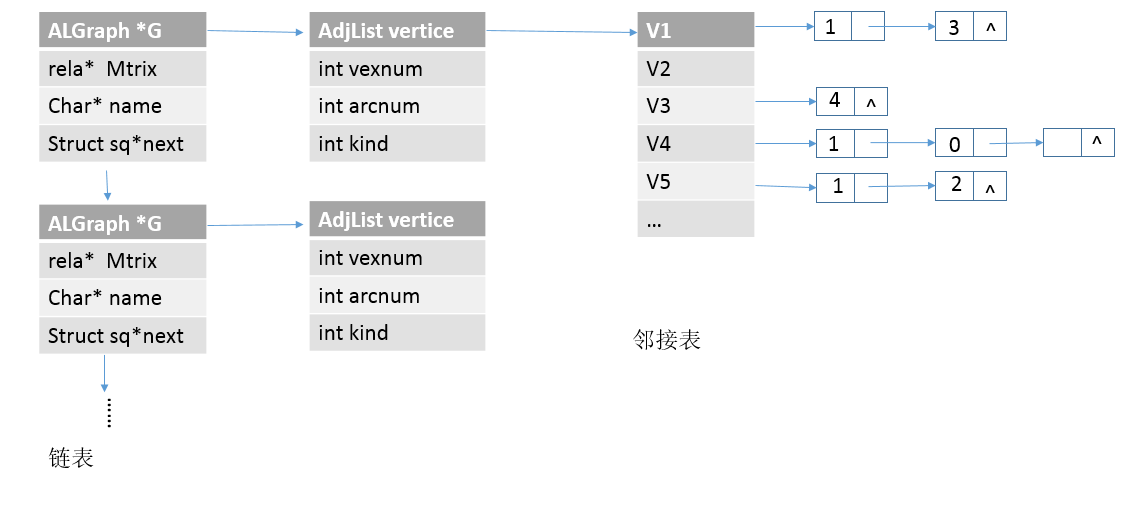 ALGraph *G
rela*  Mtrix
Char* name
Struct sq*next
AdjList vertice
int vexnum
int arcnum
int kind
V1
V2
V3
V4
V5
...
1
3 ^
4 ^
1
0
^
1
2 ^
ALGraph *G
rela*  Mtrix
Char* name
Struct sq*next
AdjList vertice
int vexnum
int arcnum
int kind
邻接表
......
链表